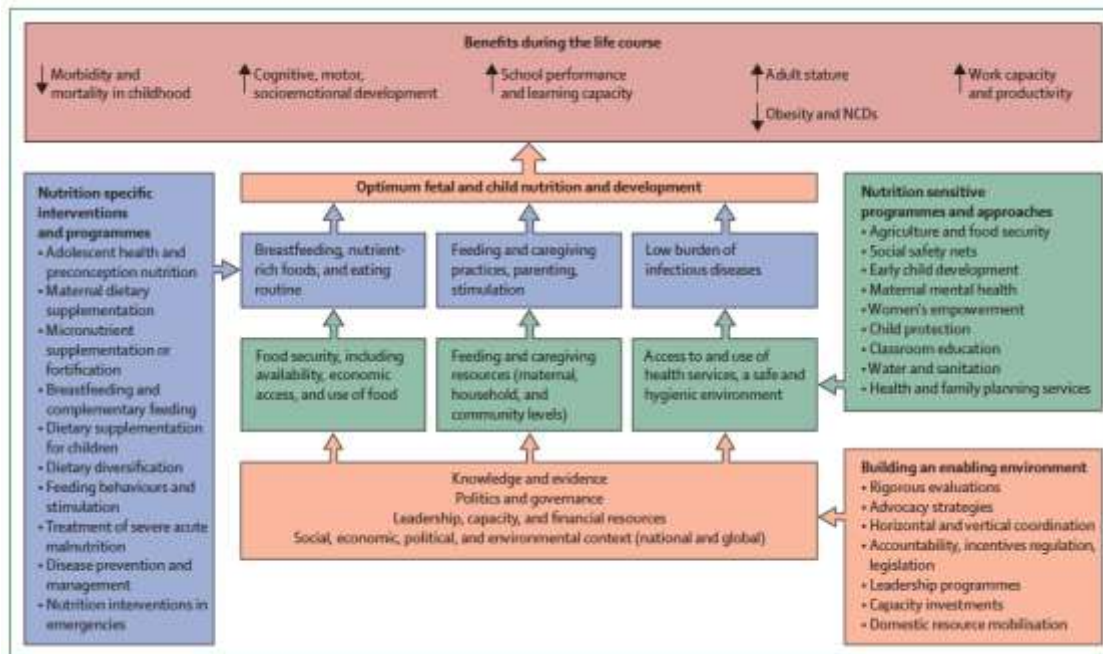 Benefits during the life course
Morbidity and
mortality in childhood
Cognitive, motor,
socioemotional development
School performance
and learning capacity
Adult stature
Obesity and NCDs
Work capacity
and productivity
Nutrition specific
interventions
and programmes
• Adolescent health and
preconception nutrition
• Maternal dietary
supplementation
• Micronutrient
supplementation or
fortification
• Breastfeeding and
complementary feeding
• Dietary supplementation
for children
• Dietary diversification
• Feeding behaviours and
stimulation
• Treatment of severe acute
malnutrition
• Disease prevention and
management
• Nutrition interventions in
emergencies
Optimum fetal and child nutrition and development
Breastfeeding, nutrient-
rich foods, and eating
routine
Feeding and caregiving
practices, parenting,
stimulation
Low burden of
infectious diseases
Food security, including
availability, economic
access, and use of food
Feeding and caregiving
resources (maternal,
household, and
community levels)
Access to and use of
health services, a safe and
hygienic environment
Knowledge and evidence
Politics and governance
Leadership, capacity, and financial resources
Social, economic, political, and environmental context (national and global)
Nutrition sensitive
programmes and approaches
• Agriculture and food security
• Social safety nets
• Early child development
• Maternal mental health
• Women's empowerment
• Child protection
• Classroom education
• Water and sanitation
• Health and family planning services
Building an enabling environment
• Rigorous evaluations
• Advocacy strategies
• Horizontal and vertical coordination
• Accountability, incentives regulation,
legislation
• Leadership programmes
• Capacity investments
• Domestic resource mobilisation